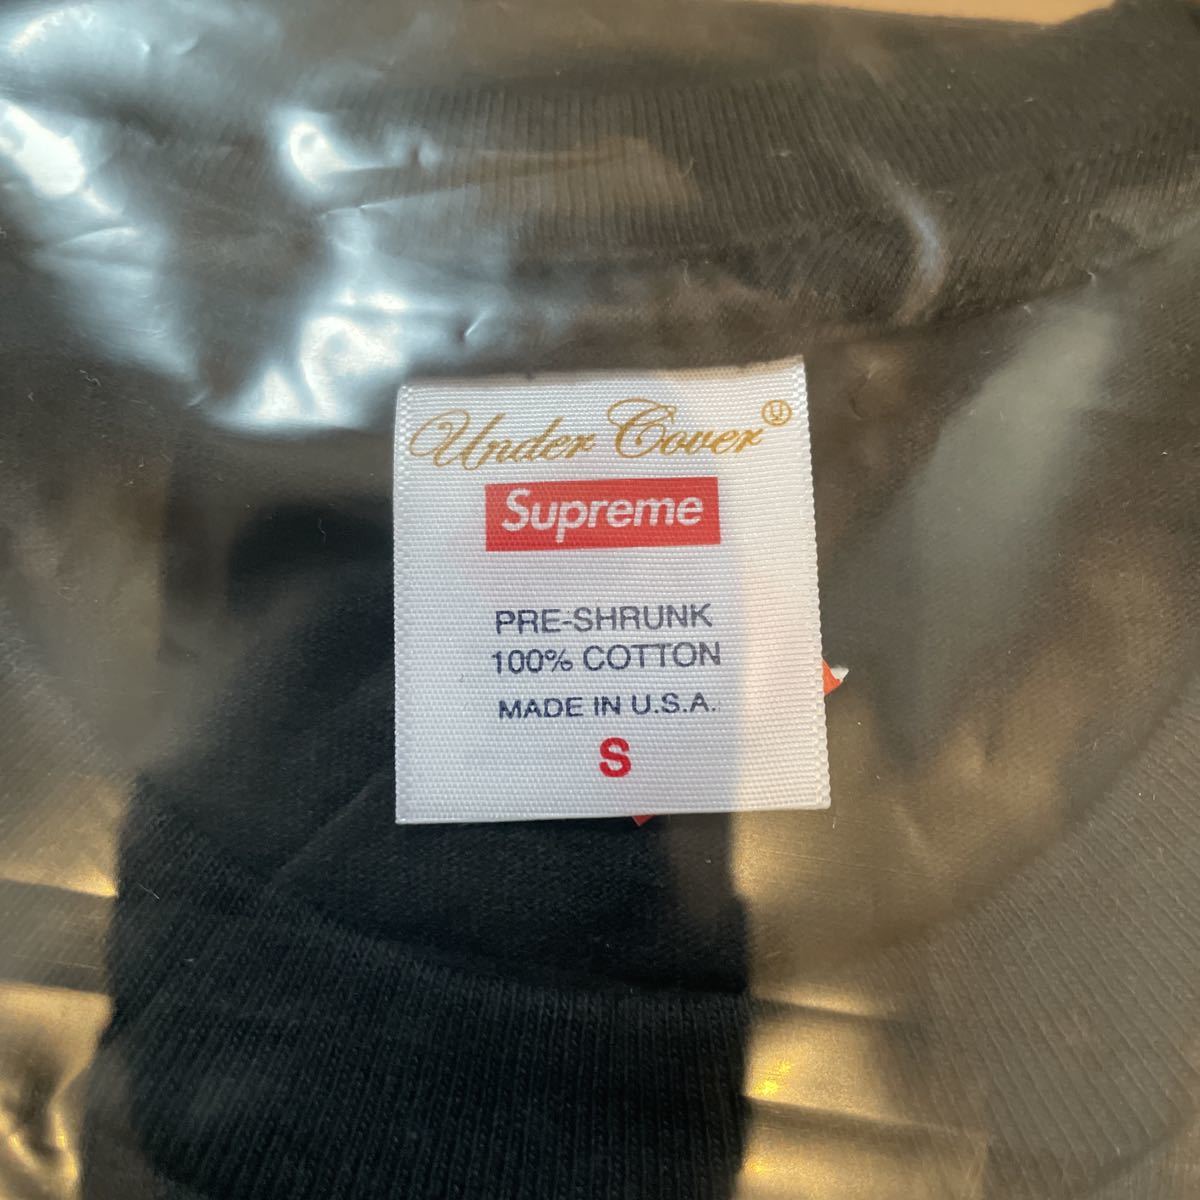 Under Cover Ⓤ
Supreme
PRE-SHRUNK
100% COTTON
MADE IN U.S.A.
S